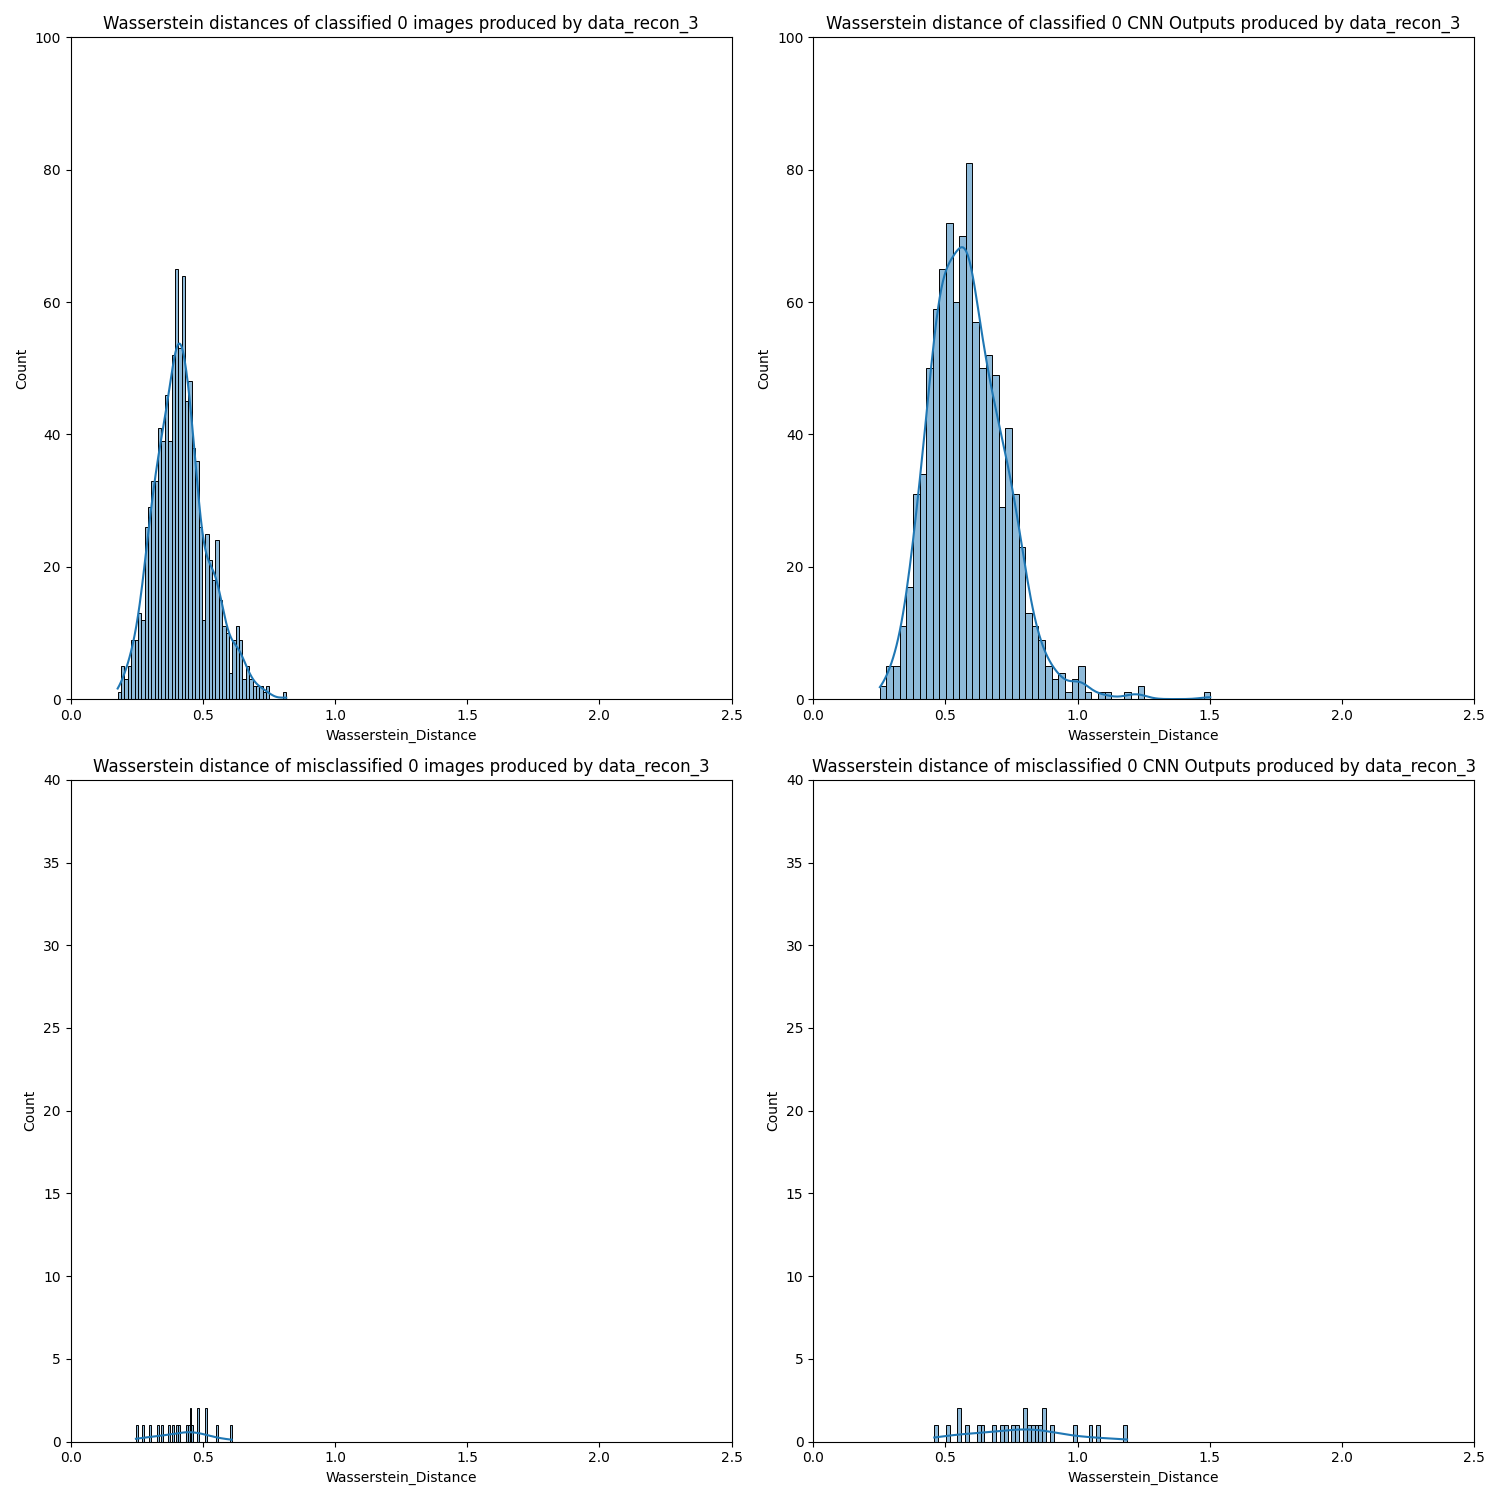 Wasserstein distances of classified 0 images produced by data_recon_3
100
80
60
40
20
0
Count
0.0 0.5 1.0 1.5 2.0 2.5
Wasserstein_Distance
Wasserstein distance of classified 0 CNN Outputs produced by data_recon_3
100
80
60
40
20
0
Count
0.0 0.5 1.0 1.5 2.0 2.5
Wasserstein_Distance
Wasserstein distance of misclassified 0 images produced by data_recon_3
40
35
30
25
20
15
10
5
0
Count
0.0 0.5 1.0 1.5 2.0 2.5
Wasserstein_Distance
Wasserstein distance of misclassified 0 CNN Outputs produced by data_recon_3
40
35
30
25
20
15
10
5
0
Count
0.0 0.5 1.0 1.5 2.0 2.5
Wasserstein_Distance